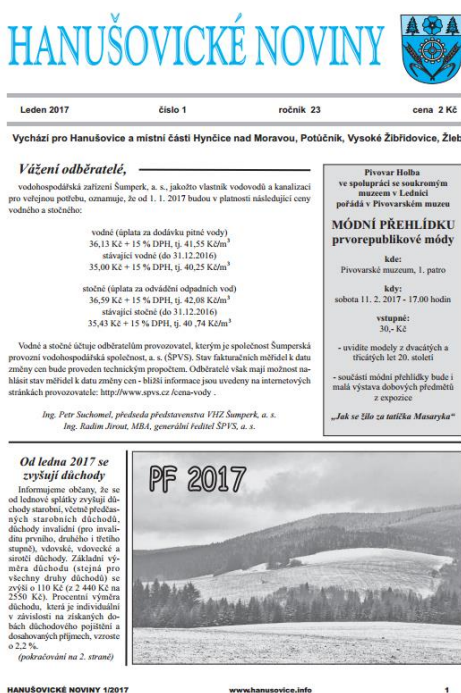 HANUŠOVICKÉ NOVINY
Leden 2017 číslo 1 ročník 23 cena 2 Kč
Vychází pro Hanušovice a místní části Hynčice nad Moravou, Potůčník, Vysoké Žibřidovice, Žleb
Vážení odběratelé,
vodohospodářská zařízení Šumperk, a. s., jakožto vlastník vodovodů a kanalizací
pro veřejnou potřebu, oznamuje, že od 1. 1. 2017 budou v platnosti následující ceny
vodného a stočného:
vodné (úplata za dodávku pitné vody)
36,13 Kč + 15 % DPH, tj. 41,55 Kč/m³
stávající vodné (do 31.12.2016)
35,00 Kč + 15 % DPH, tj. 40,25 Kč/m³
stočné (úplata za odvádění odpadních vod)
36,59 Kč + 15 % DPH, tj. 42,08 Kč/m³
stávající stočné (do 31.12.2016)
35,43 Kč + 15 % DPH, tj. 40 ,74 Kč/m³
Vodné a stočné účtuje odběratelům provozovatel, kterým je společnost Šumperská
provozní vodohospodářská společnost, a. s. (ŠPVS). Stav fakturačních měřidel k datu
změny cen bude proveden technickým propočtem. Odběratelé však mají možnost na-
hlásit stav měřidel k datu změny cen - bližší informace jsou uvedeny na internetových
stránkách provozovatele: http://www.spvs.cz /cena-vody .
Ing. Petr Suchomel, předseda představenstva VHZ Šumperk, a. s.
Ing. Radim Jirout, MBA, generální ředitel ŠPVS, a. s.
Pivovar Holba
ve spolupráci se soukromým
muzeem v Lednici
pořádá v Pivovarském muzeu
MÓDNÍ PŘEHLÍDKU
prvorepublikové módy
kde:
Pivovarské muzeum, 1. patro
kdy:
sobota 11. 2. 2017 - 17.00 hodin
vstupné:
30,- Kč
- uvidíte modely z dvacátých a
třicátých let 20. století
- součástí módní přehlídky bude i
malá výstava dobových předmětů
z expozice
„Jak se žilo za tatíčka Masaryka“
Od ledna 2017 se
zvyšují důchody
Informujeme občany, že se
od lednové splátky zvyšují dů-
chody starobní, včetně předčas-
ných starobních důchodů,
důchody invalidní (pro invali-
ditu prvního, druhého i třetího
stupně), vdovské, vdovecké a
sirotčí důchody. Základní vý-
měra důchodu (stejná pro
všechny druhy důchodů) se
zvýší o 110 Kč (z 2 440 Kč na
2550 Kč). Procentní výměra
důchodu, která je individuální
v závislosti na získaných do-
bách důchodového pojištění a
dosahovaných příjmech, vzroste
o 2,2 %.
(pokračování na 2. straně)
PF 2017
HANUŠOVICKÉ NOVINY 1/2017 www.hanusovice.info 1